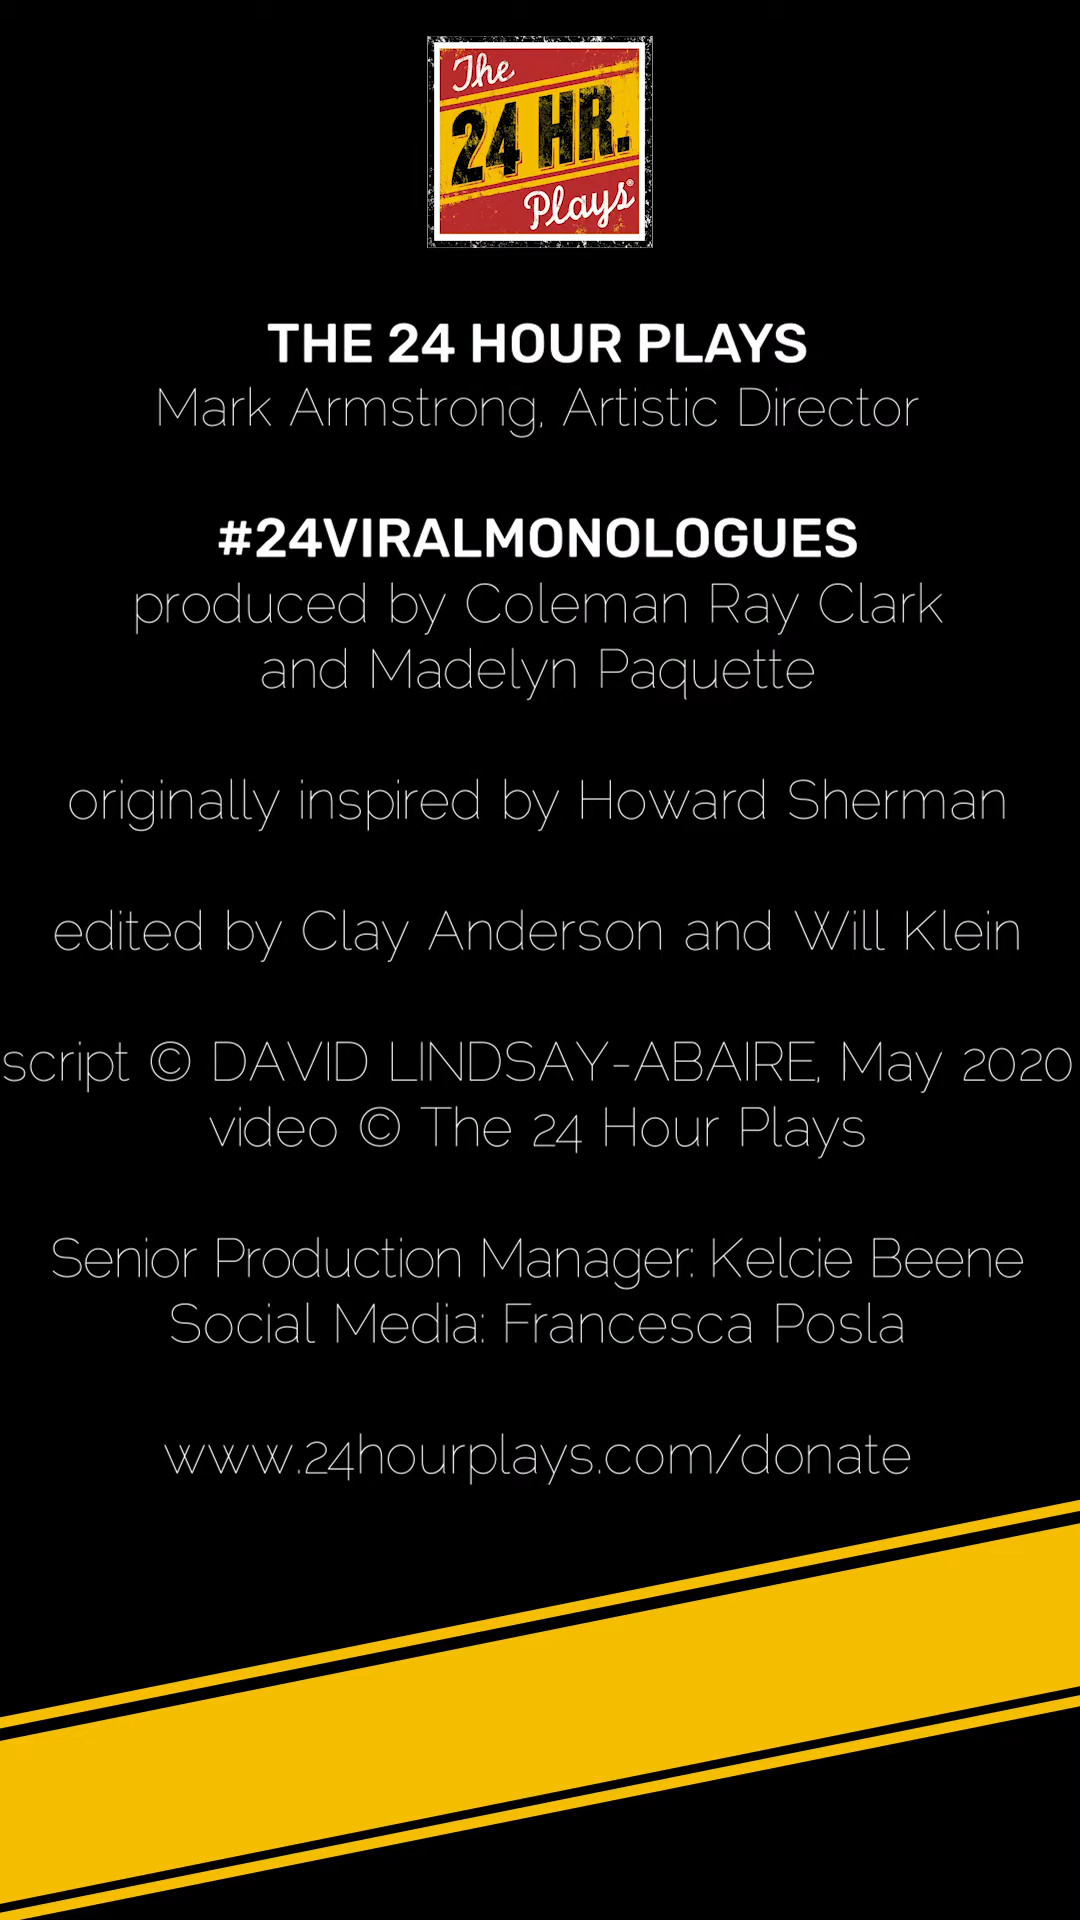 The
24 HR.
Plays®
THE 24 HOUR PLAYS
Mark Armstrong, Artistic Director
#24VIRALMONOLOGUES
produced by Coleman Ray Clark
and Madelyn Paquette
originally inspired by Howard Sherman
edited by Clay Anderson and Will Klein
script © DAVID LINDSAY-ABAIRE, May 2020
video © The 24 Hour Plays
Senior Production Manager: Kelcie Beene
Social Media: Francesca Posla
www.24hourplays.com/donate